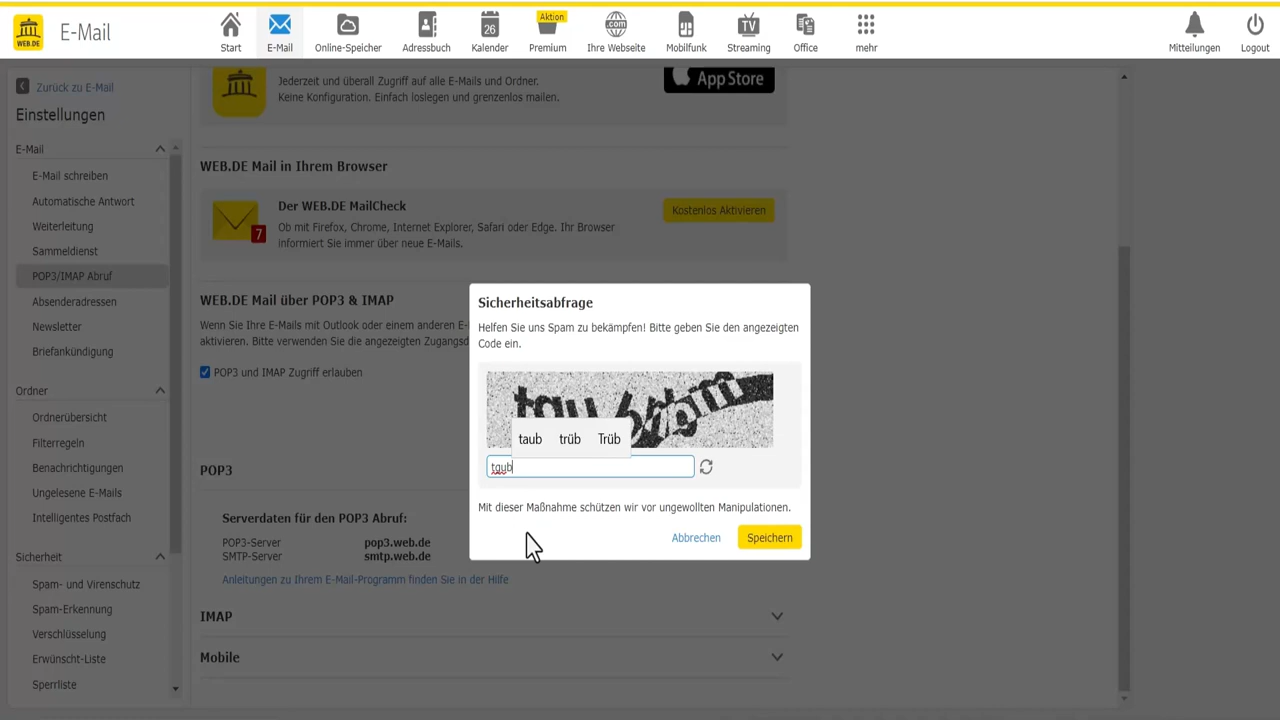 WEB.DE
E-Mail
Start
E-Mail
Online-Speicher
Adressbuch
26
Kalender
Aktion
Premium
.com
Ihre Webseite
Mobilfunk
TV
Streaming
Office
mehr
Mitteilungen
Logout
Zurück zu E-Mail
Einstellungen
E-Mail
E-Mail schreiben
Automatische Antwort
Weiterleitung
Sammeldienst
POP3/IMAP Abruf
Absenderadressen
Newsletter
Briefankündigung
Ordner
Ordnerübersicht
Filterregeln
Benachrichtigungen
Ungelesene E-Mails
Intelligentes Postfach
Sicherheit
Spam- und Virenschutz
Spam-Erkennung
Verschlüsselung
Erwünscht-Liste
Sperrliste
Jederzeit und überall Zugriff auf alle E-Mails und Ordner.
Keine Konfiguration. Einfach loslegen und grenzenlos mailen.
App Store
WEB.DE Mail in Ihrem Browser
7
Der WEB.DE MailCheck
Ob mit Firefox, Chrome, Internet Explorer, Safari oder Edge. Ihr Browser
informiert Sie immer über neue E-Mails.
Kostenlos Aktivieren
WEB.DE Mail über POP3 & IMAP
Wenn Sie Ihre E-Mails mit Outlook oder einem anderen E-
aktivieren. Bitte verwenden Sie die angezeigten Zugangsd
POP3 und IMAP Zugriff erlauben
POP3
Serverdaten für den POP3 Abruf:
POP3-Server pop3.web.de
SMTP-Server smtp.web.de
Anleitungen zu Ihrem E-Mail-Programm finden Sie in der Hilfe
IMAP
Mobile
Sicherheitsabfrage
Helfen Sie uns Spam zu bekämpfen! Bitte geben Sie den angezeigten
Code ein.
taub trüb Trüb
tqub
Mit dieser Maßnahme schützen wir vor ungewollten Manipulationen.
Abbrechen
Speichern